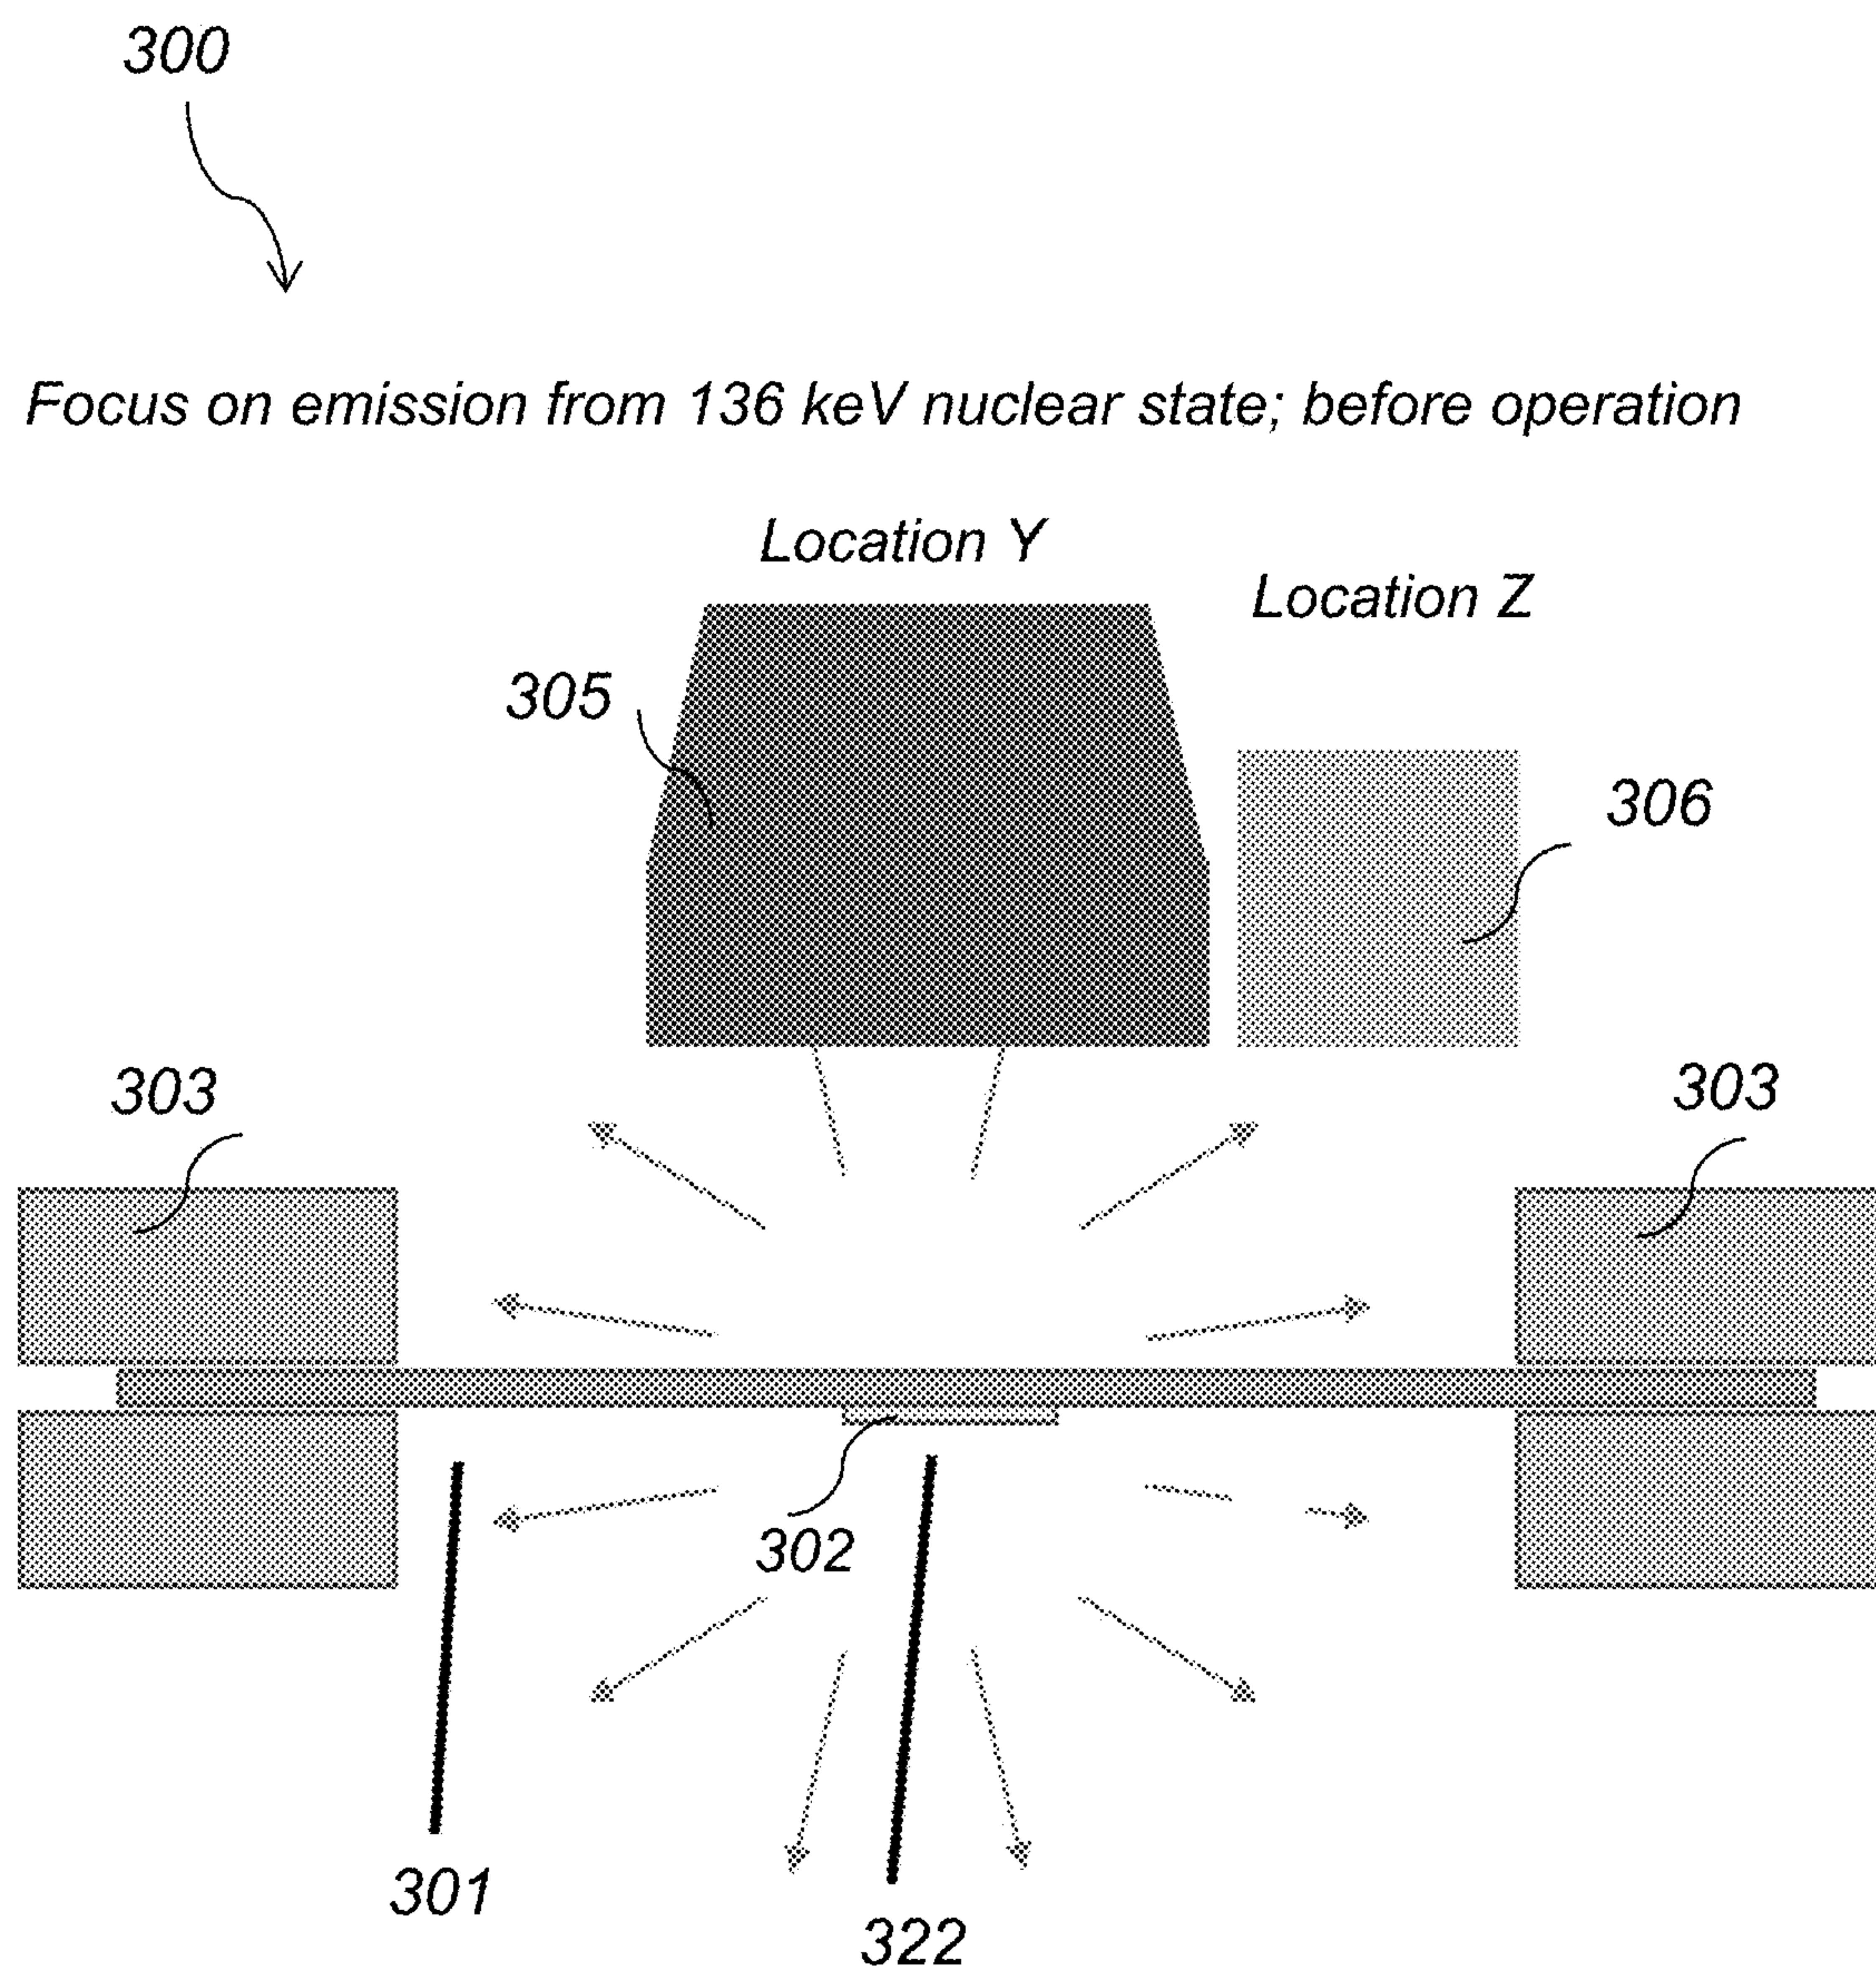 300
Focus on emission from 136 keV nuclear state; before operation
Location Y
Location Z
305
306
303
303
302
301
322